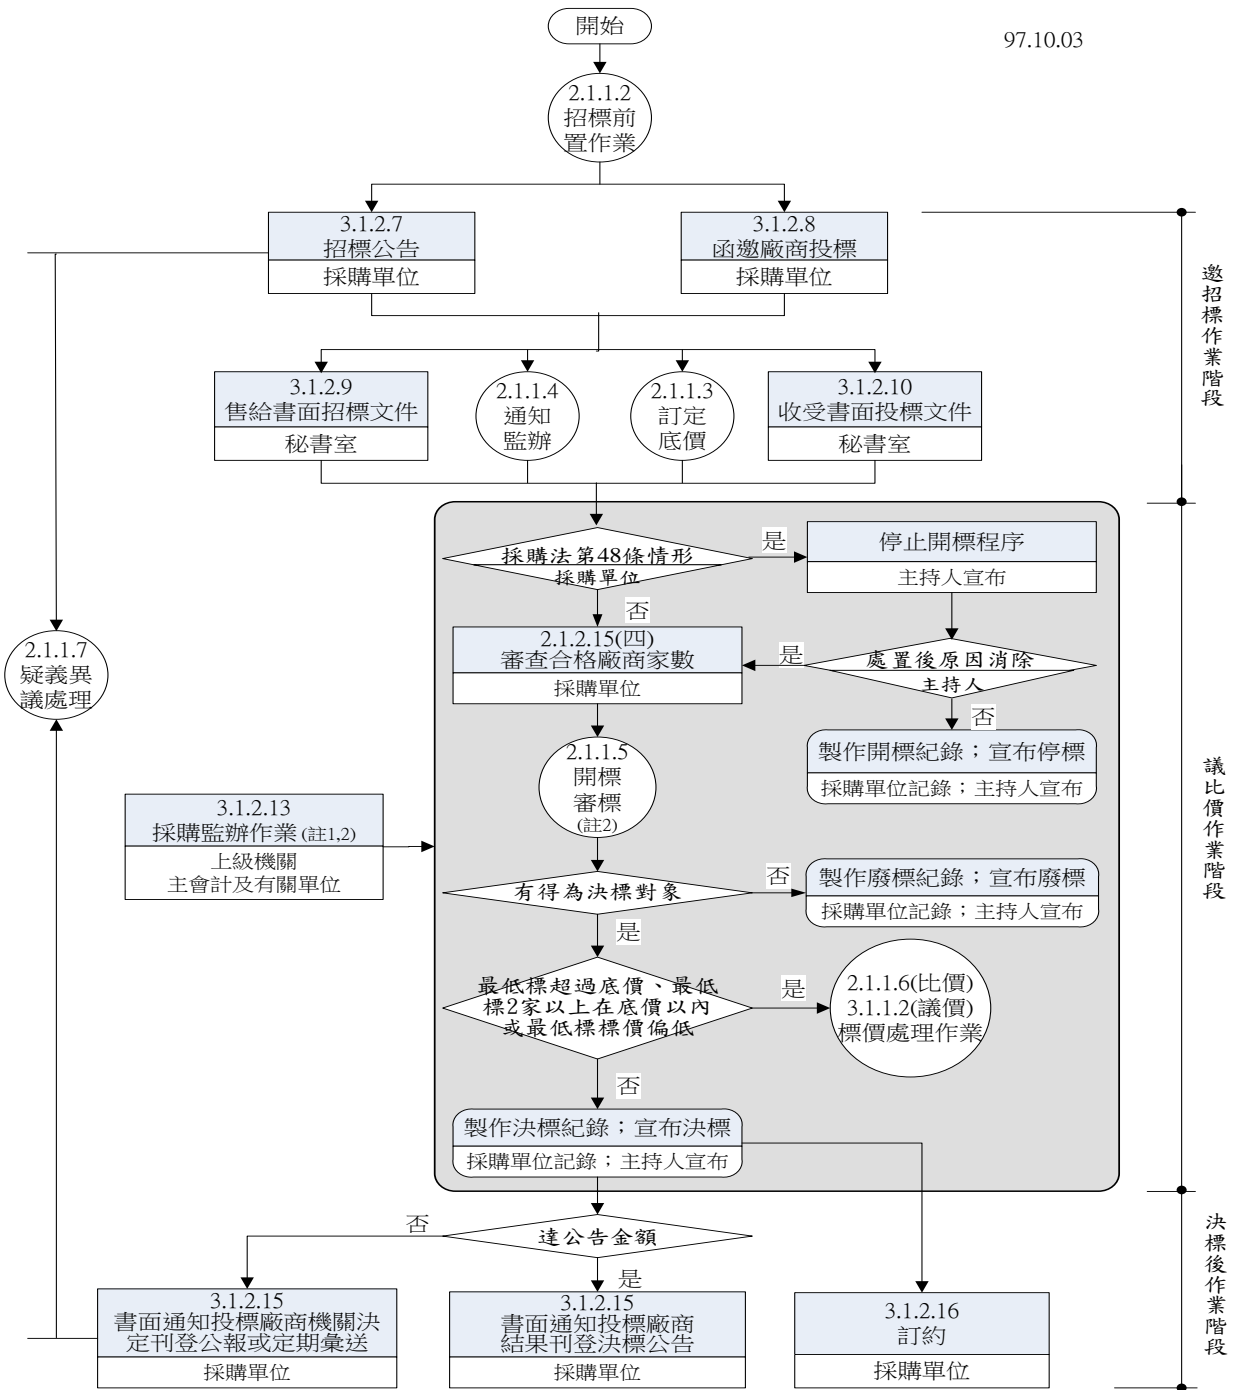 開始
97.10.03
2.1.1.2
招標前
置作業
3.1.2.7
招標公告
採購單位
3.1.2.8
函邀廠商投標
採購單位
邀招標作業階段
3.1.2.9
售給書面招標文件
秘書室
2.1.1.4
通知
監辦
2.1.1.3
訂定
底價
3.1.2.10
收受書面投標文件
秘書室
採購法第48條情形
採購單位
是
停止開標程序
主持人宣布
否
2.1.2.15(四)
審查合格廠商家數
採購單位
是
處置後原因消除
主持人
否
製作開標紀錄；宣布停標
採購單位記錄；主持人宣布
2.1.1.7
疑義異
議處理
2.1.1.5
開標
審標
(註2)
議比價作業階段
3.1.2.13
採購監辦作業(註1,2)
上級機關
主會計及有關單位
有得為決標對象
否
製作廢標紀錄；宣布廢標
採購單位記錄；主持人宣布
是
最低標超過底價、最低
標2家以上在底價以內
或最低標標價偏低
是
2.1.1.6(比價)
3.1.1.2(議價)
標價處理作業
否
製作決標紀錄；宣布決標
採購單位記錄；主持人宣布
達公告金額
否
是
決標後作業階段
3.1.2.15
書面通知投標廠商機關決
定刊登公報或定期彙送
採購單位
3.1.2.15
書面通知投標廠商
結果刊登決標公告
採購單位
3.1.2.16
訂約
採購單位